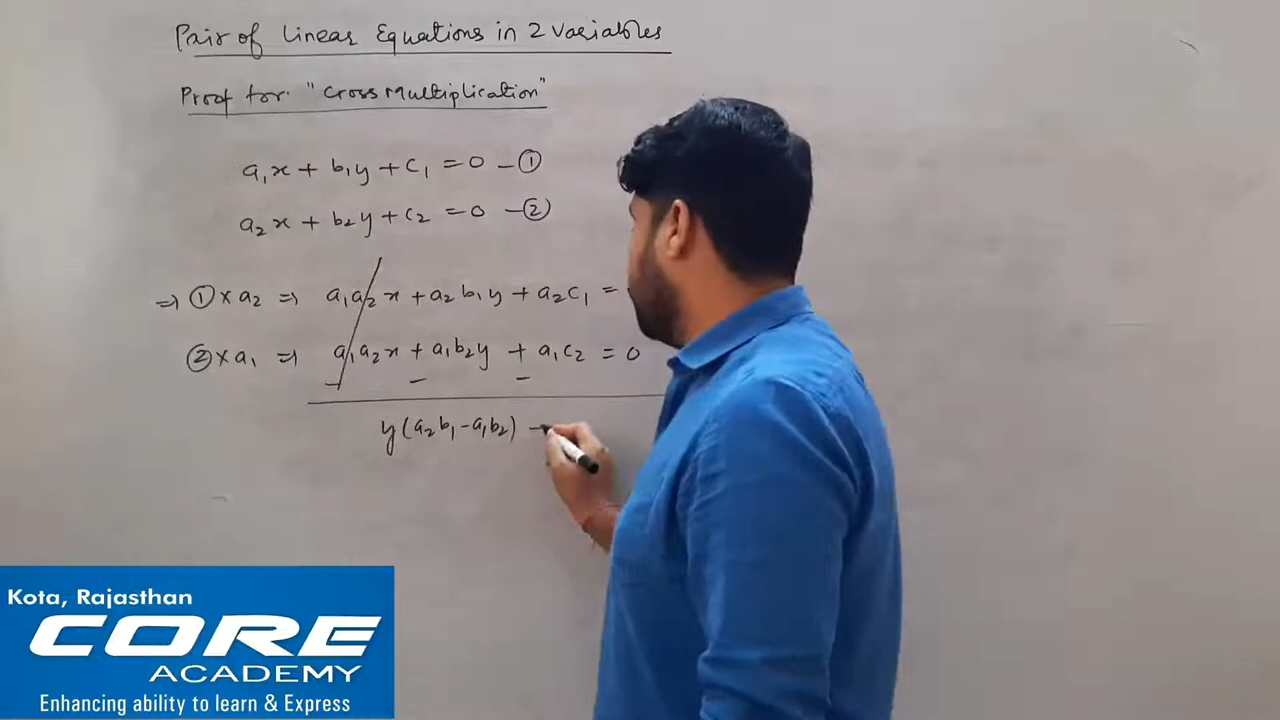 Pair of Linear Equations in 2 variables
Proof for "Cross Multiplication"
a₁x + b₁y + c₁ = 0 – ①
a₂x + b₂y + c₂ = 0 – ②
⇒ ① × a₂ ⇒ a₁a₂x + a₂b₁y + a₂c₁ =
② × a₁ ⇒ a₁a₂x + a₁b₂y + a₁c₂ = 0
– – –
y(a₂b₁ - a₁b₂) +
Kota, Rajasthan
CORE
ACADEMY
Enhancing ability to learn & Express